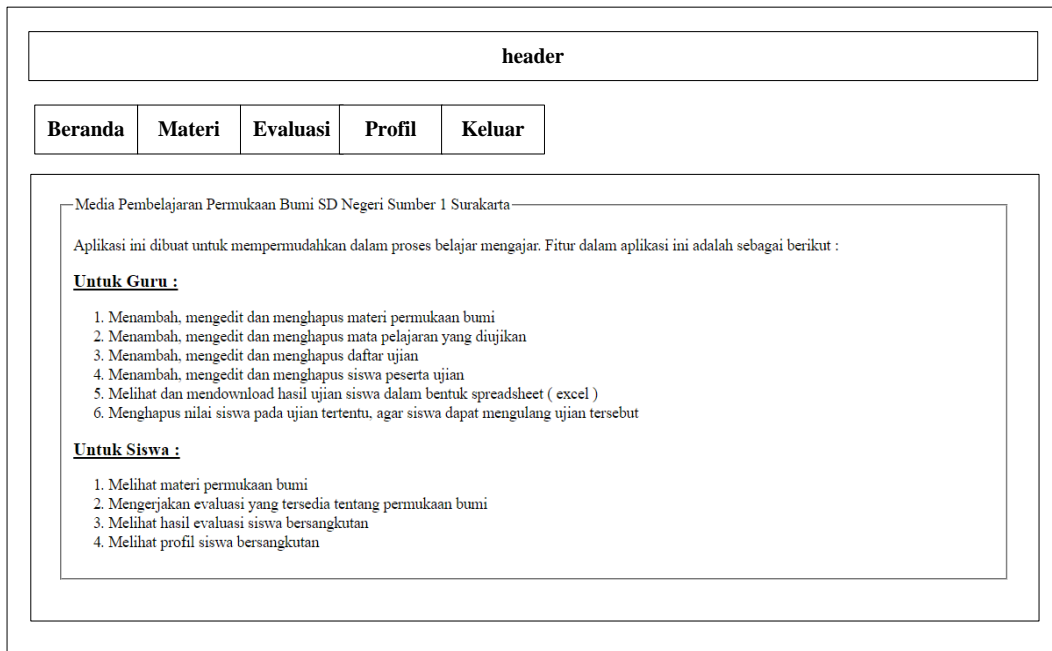 header
Beranda Materi Evaluasi Profil Keluar
Media Pembelajaran Permukaan Bumi SD Negeri Sumber 1 Surakarta
Aplikasi ini dibuat untuk mempermudahkan dalam proses belajar mengajar. Fitur dalam aplikasi ini adalah sebagai berikut :
Untuk Guru :
1. Menambah, mengedit dan menghapus materi permukaan bumi
2. Menambah, mengedit dan menghapus mata pelajaran yang diujikan
3. Menambah, mengedit dan menghapus daftar ujian
4. Menambah, mengedit dan menghapus siswa peserta ujian
5. Melihat dan mendownload hasil ujian siswa dalam bentuk spreadsheet ( excel )
6. Menghapus nilai siswa pada ujian tertentu, agar siswa dapat mengulang ujian tersebut
Untuk Siswa :
1. Melihat materi permukaan bumi
2. Mengerjakan evaluasi yang tersedia tentang permukaan bumi
3. Melihat hasil evaluasi siswa bersangkutan
4. Melihat profil siswa bersangkutan